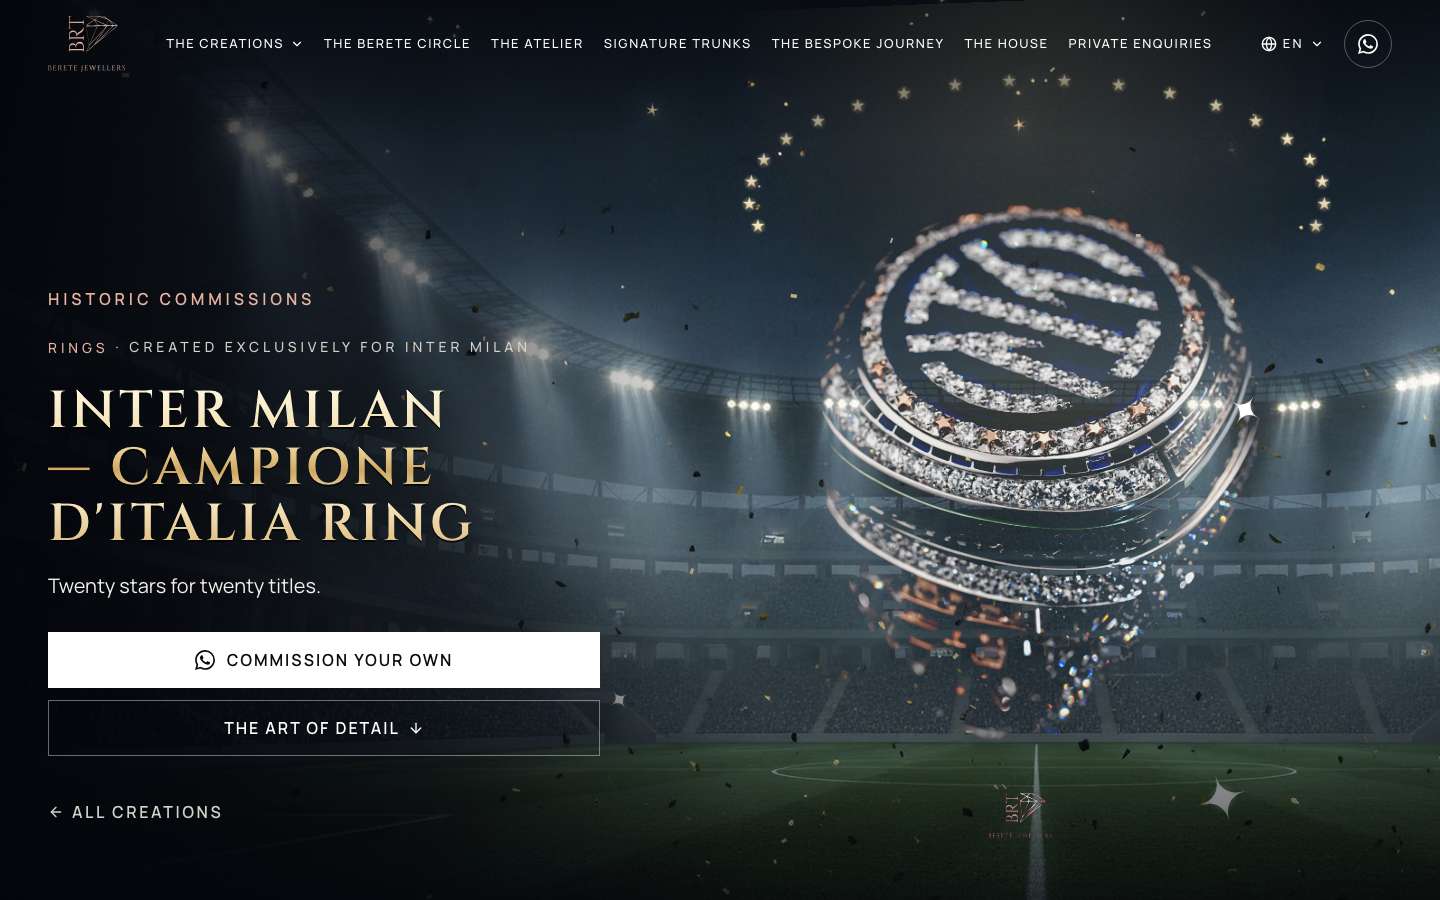 BRT
BERETE JEWELLERS
THE CREATIONS
THE BERETE CIRCLE
THE ATELIER
SIGNATURE TRUNKS
THE BESPOKE JOURNEY
THE HOUSE
PRIVATE ENQUIRIES
EN
HISTORIC COMMISSIONS
RINGS · CREATED EXCLUSIVELY FOR INTER MILAN
INTER MILAN
— CAMPIONE
D'ITALIA RING
Twenty stars for twenty titles.
COMMISSION YOUR OWN
THE ART OF DETAIL ↓
← ALL CREATIONS
BRT
BERETE JEWELLERS